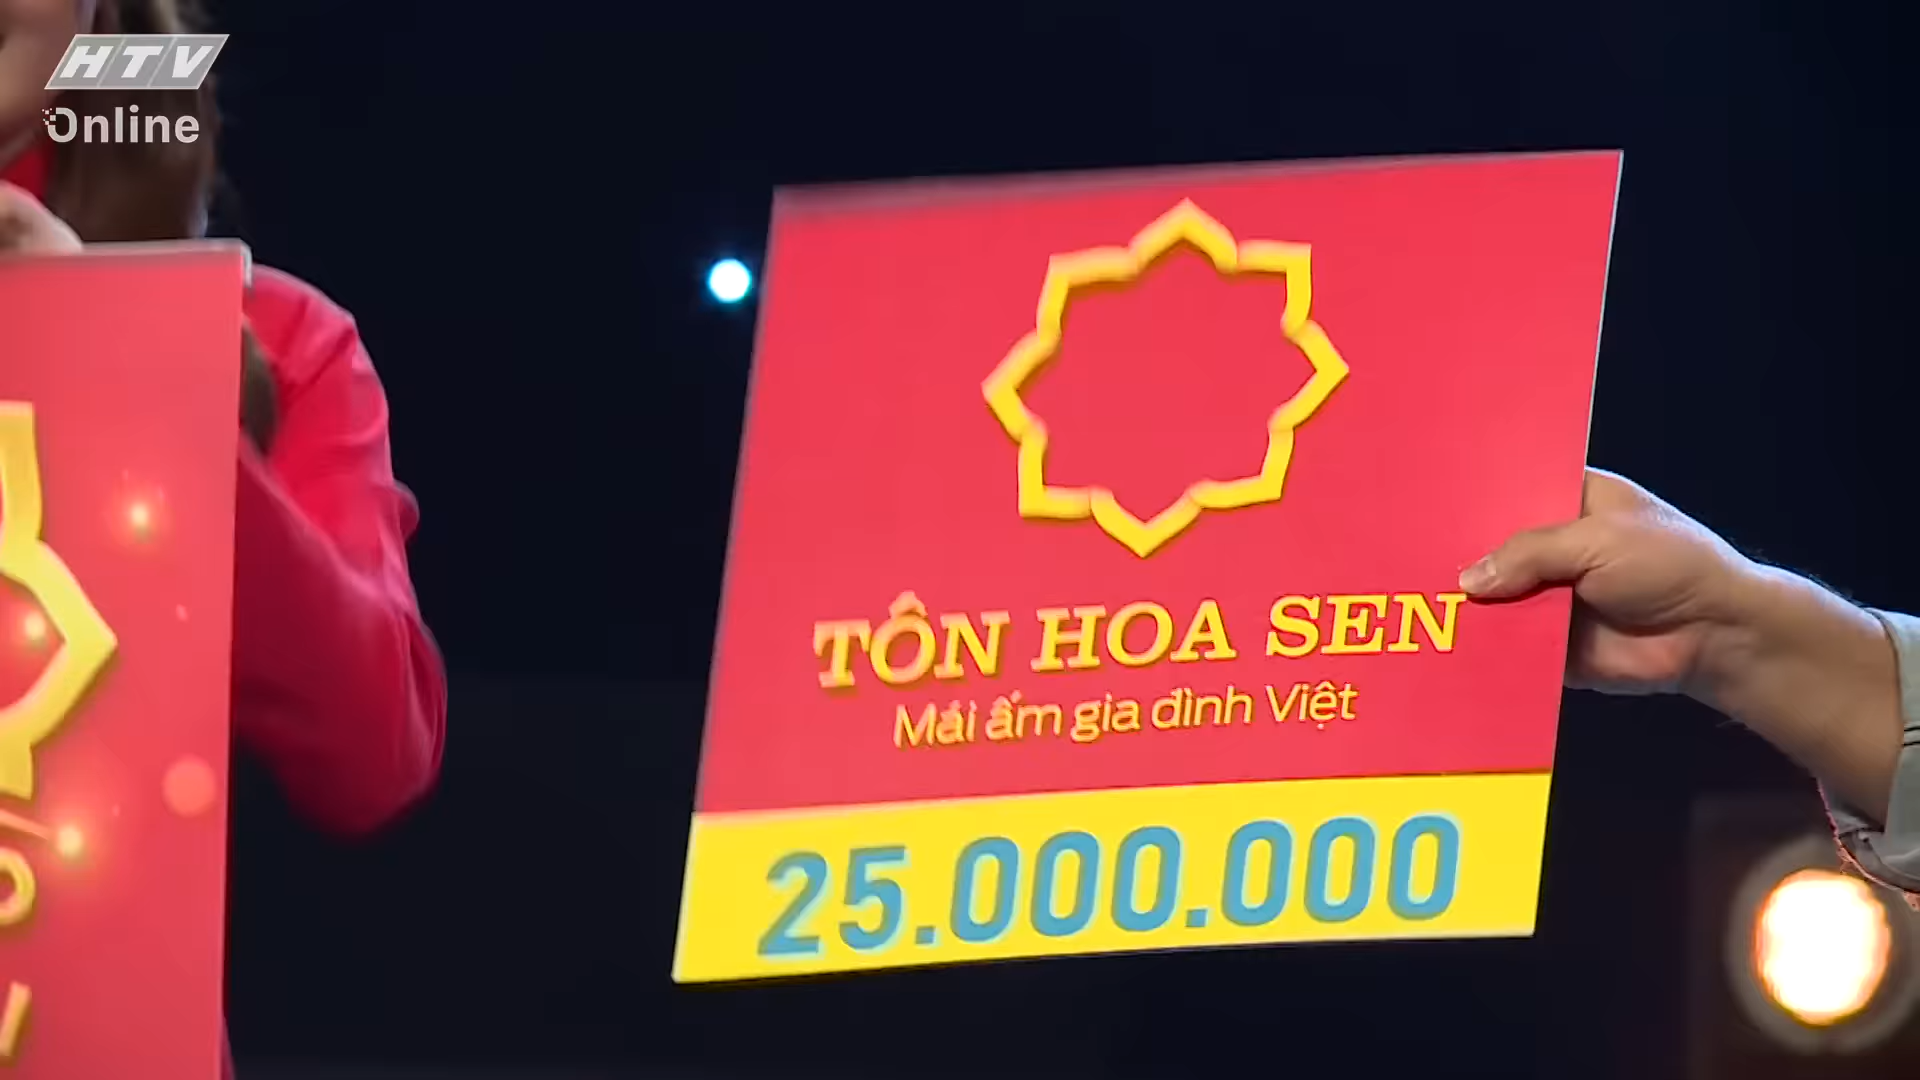 HTV
Online
TÔN HOA SEN
Mái ấm gia đình Việt
25.000.000